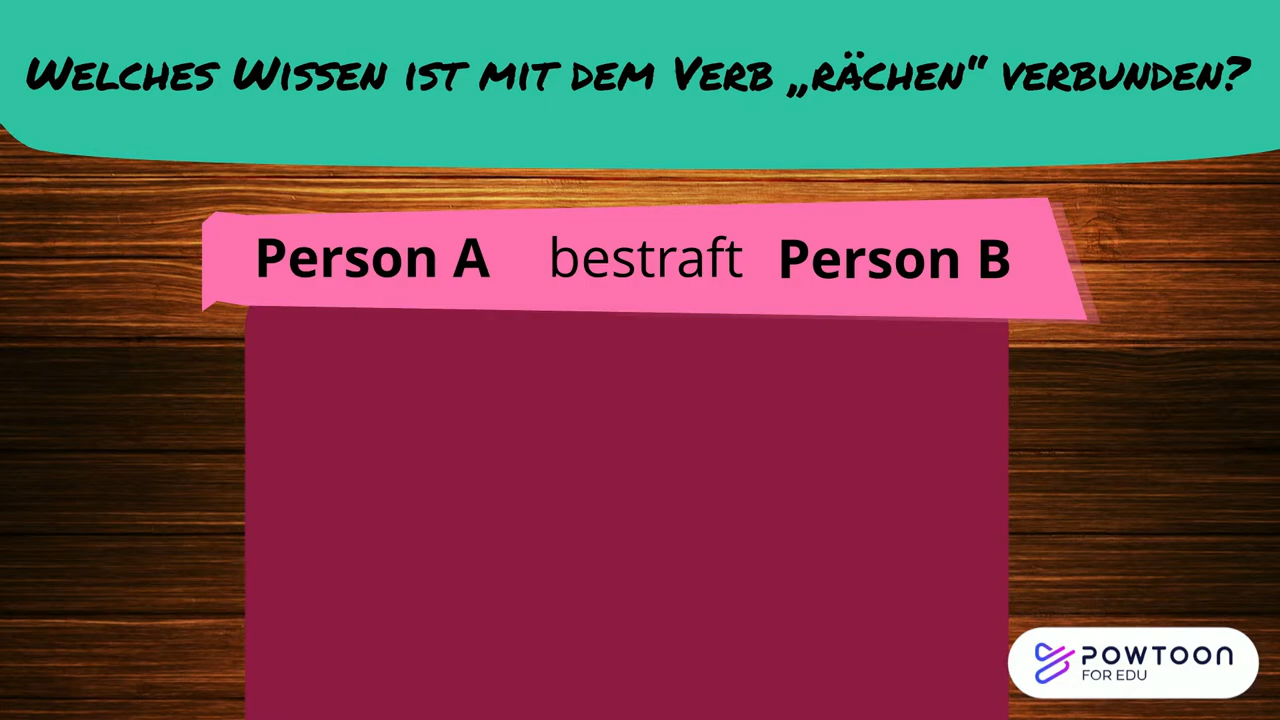 Welches Wissen ist mit dem Verb „rächen“ verbunden?
Person A bestraft Person B
POWTOON
FOR EDU